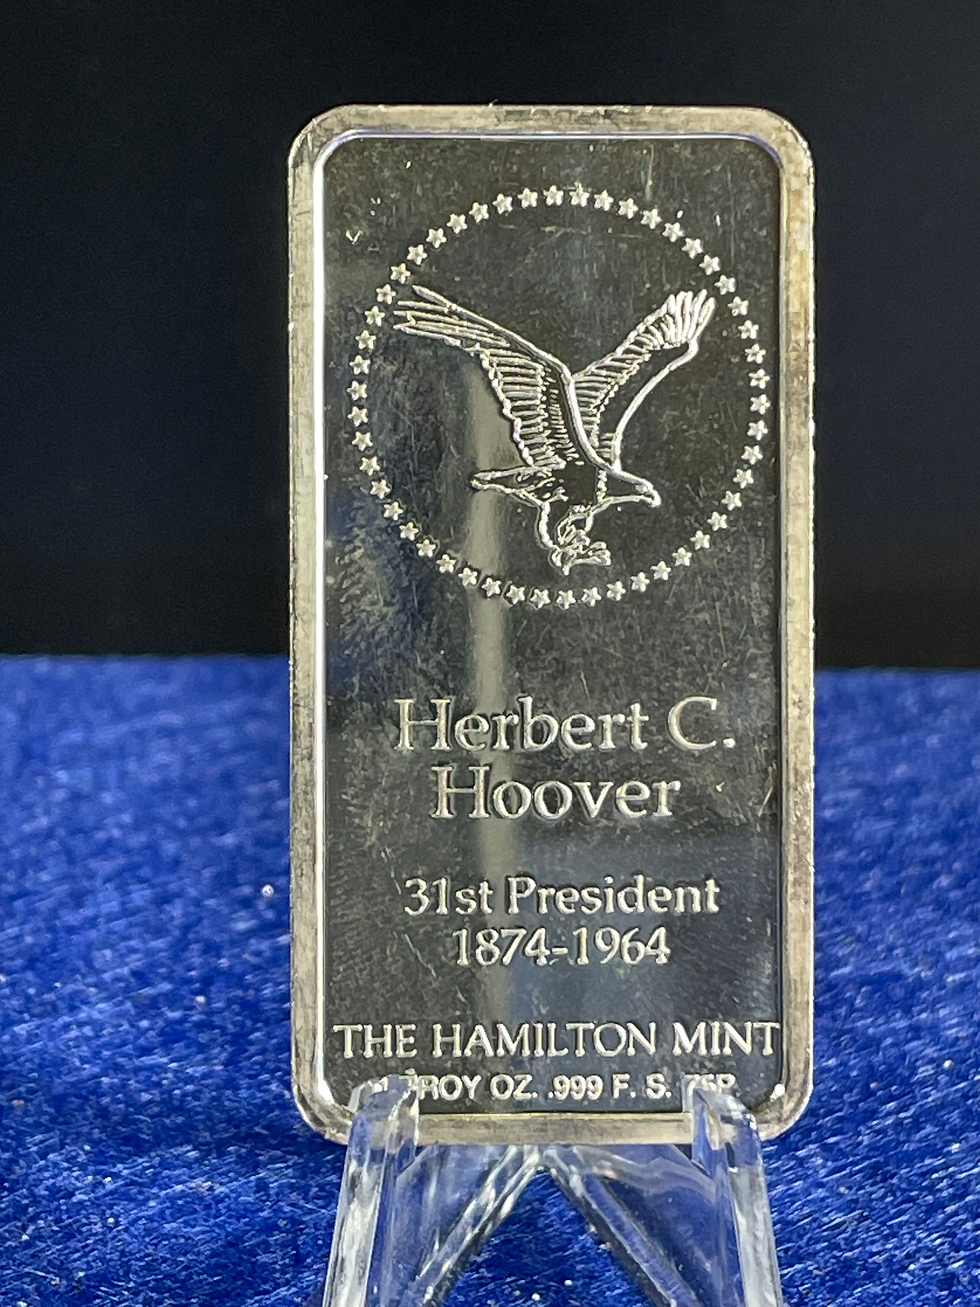 Herbert C.
Hoover
31st President
1874-1964
THE HAMILTON MINT
TROY OZ. .999 F. S.